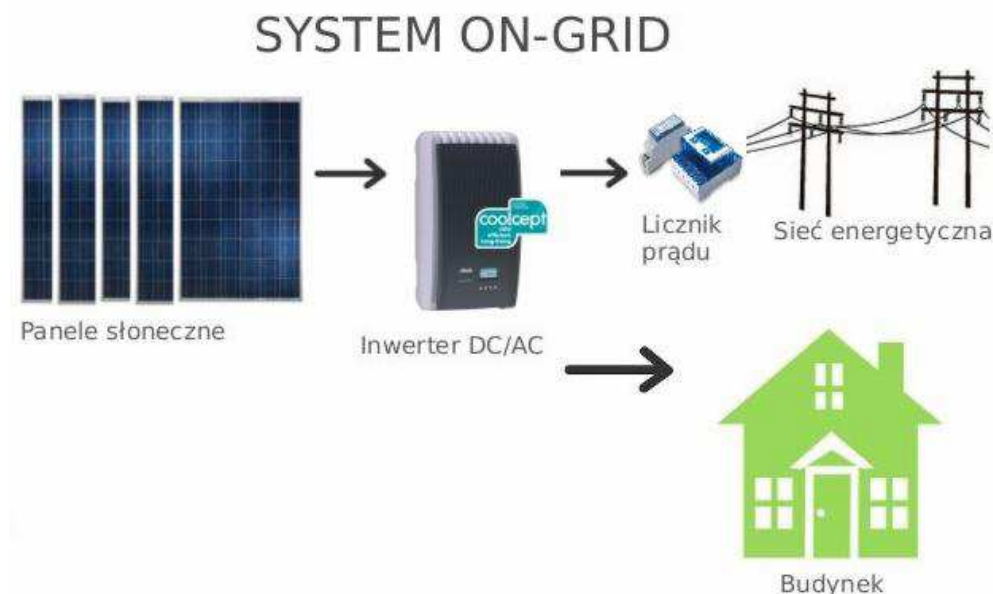 SYSTEM ON-GRID
Panele słoneczne
coolcept
Inwerter DC/AC
Licznik
prądu
Sieć energetyczna
Budynek